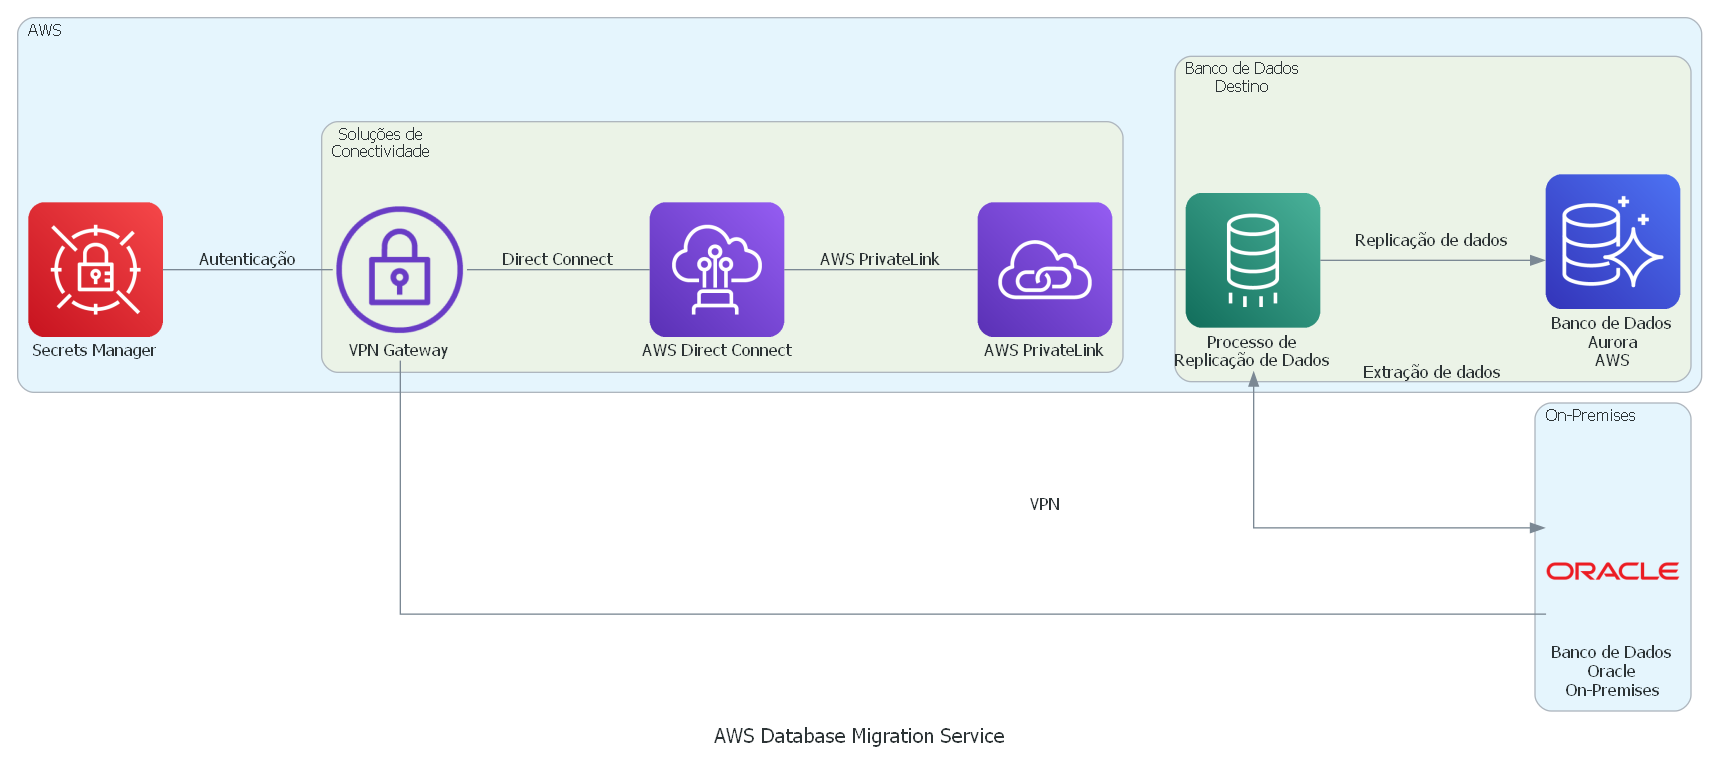 AWS
Banco de Dados
Destino
Soluções de
Conectividade
Autenticação
Direct Connect
AWS PrivateLink
Replicação de dados
Secrets Manager
VPN Gateway
AWS Direct Connect
AWS PrivateLink
Processo de
Replicação de Dados
Banco de Dados
Aurora
AWS
Extração de dados
On-Premises
VPN
ORACLE
Banco de Dados
Oracle
On-Premises
AWS Database Migration Service